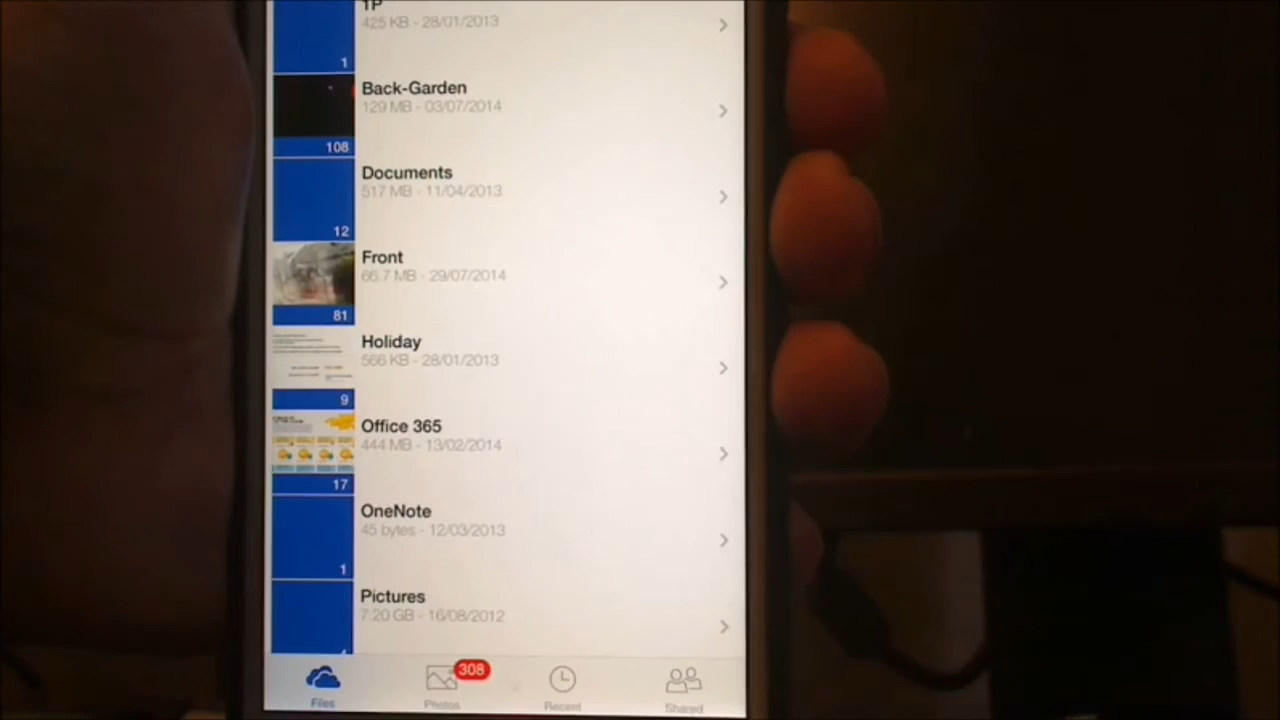 1P
425 KB - 28/01/2013
1
Back-Garden
129 MB - 03/07/2014
108
Documents
517 MB - 11/04/2013
12
Front
66.7 MB - 29/07/2014
81
Holiday
566 KB - 28/01/2013
9
Office 365
444 MB - 13/02/2014
17
OneNote
45 bytes - 12/03/2013
1
Pictures
7.20 GB - 16/08/2012
308
Files
Photos
Recent
Shared